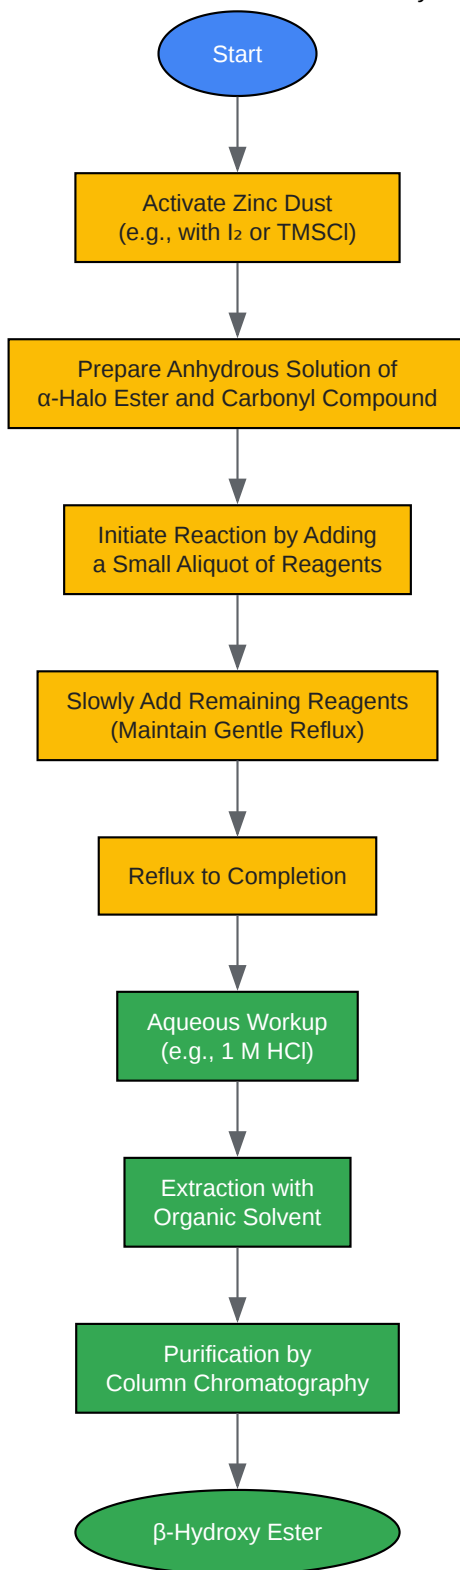 Start
Activate Zinc Dust
(e.g., with I₂ or TMSCl)
Prepare Anhydrous Solution of
α-Halo Ester and Carbonyl Compound
Initiate Reaction by Adding
a Small Aliquot of Reagents
Slowly Add Remaining Reagents
(Maintain Gentle Reflux)
Reflux to Completion
Aqueous Workup
(e.g., 1 M HCl)
Extraction with
Organic Solvent
Purification by
Column Chromatography
β-Hydroxy Ester